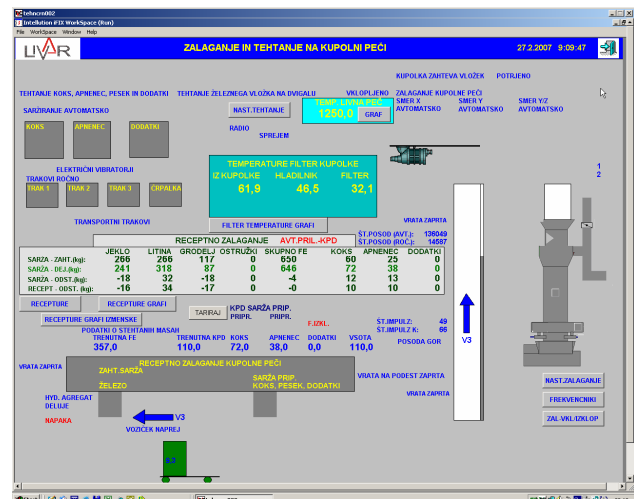 tehncrn002
Intellution iFIX WorkSpace (Run)
File WorkSpace Window Help
LIVAR
ZALAGANJE IN TEHTANJE NA KUPOLNI PEČI
27.2.2007 9:09:47
KUPOLKA ZAHTEVA VLOŽEK POTRJENO
TEHTANJE KOKS, APNENEC, PESEK IN DODATKI
TEHTANJE ŽELEZNEGA VLOŽKA NA DVIGALU
VKLOPLJENO
ZALAGANJE KUPOLNE PEČI
SARŽIRANJE AVTOMATSKO
NAST.TEHTANJE
TEMP. LIVNA PEČ
1250,0 GRAF
SMER X
AVTOMATSKO
SMER Y
AVTOMATSKO
SMER Y/Z
AVTOMATSKO
KOKS
APNENEC
DODATKI
RADIO
SPREJEM
ELEKTRIČNI VIBRATORJI
TRAKOVI ROČNO
TRAK 1
TRAK 2
TRAK 3
ČRPALKA
TEMPERATURE FILTER KUPOLKE
IZ KUPOLKE HLADILNIK FILTER
61,9 46,5 32,1
1
2
TRANSPORTNI TRAKOVI
FILTER TEMPERATURE GRAFI
VRATA ZAPRTA
RECEPTNO ZALAGANJE AVT.PRIL.-KPD
ŠT.POSOD (AVT.): 136049
ŠT.POSOD (ROČ.): 14587
JEKLO LITINA GRODELJ OSTRUŽKI SKUPNO FE KOKS APNENEC DODATKI
SARŽA - ZAHT.(kg): 266 266 117 0 650 60 25 0
SARŽA - DEJ.(kg): 241 318 87 0 646 72 38 0
SARŽA - ODST.(kg): -18 32 -18 0 -4 12 13 0
RECEPT - ODST. (kg): -16 34 -17 0 -0 10 10 0
RECEPTURE
RECEPTURE GRAFI
RECEPTURE GRAFI IZMENSKE
TARIRAJ
KPD SARŽA PRIP.
PRIPR. PRIPR.
F.IZKL.
ŠT.IMPULZ: 49
ŠT.IMPULZ K: 66
PODATKI O STEHTANIH MASAH
TRENUTNA FE TRENUTNA KPD KOKS APNENEC DODATKI VSOTA
357,0 110,0 72,0 38,0 0,0 110,0
POSODA GOR
V3
VRATA ZAPRTA
RECEPTNO ZALAGANJE KUPOLNE PEČI
ZAHT.SARŽA
ŽELEZO
SARŽA PRIP
KOKS, PESEK, DODATKI
VRATA NA PODEST ZAPRTA
VRATA ZAPRTA
NAST.ZALAGANJE
FREKVENCNIKI
ZAL-VKL/IZKLOP
HYD. AGREGAT
DELUJE
NAPAKA
V3
VOZIČEK NAPREJ